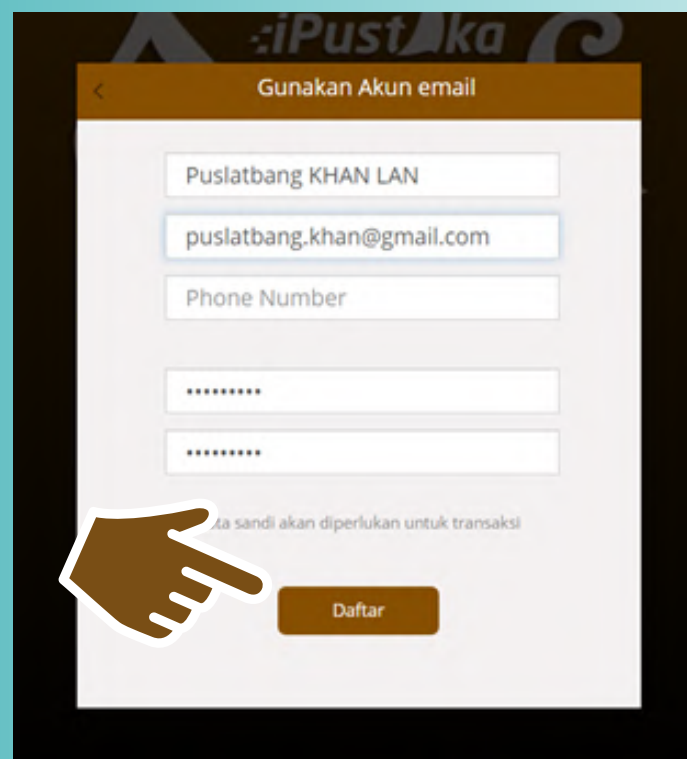 iPustaka
Gunakan Akun email
Puslatbang KHAN LAN
puslatbang.khan@gmail.com
Phone Number
•••••••••
•••••••••
ta sandi akan diperlukan untuk transaksi
Daftar